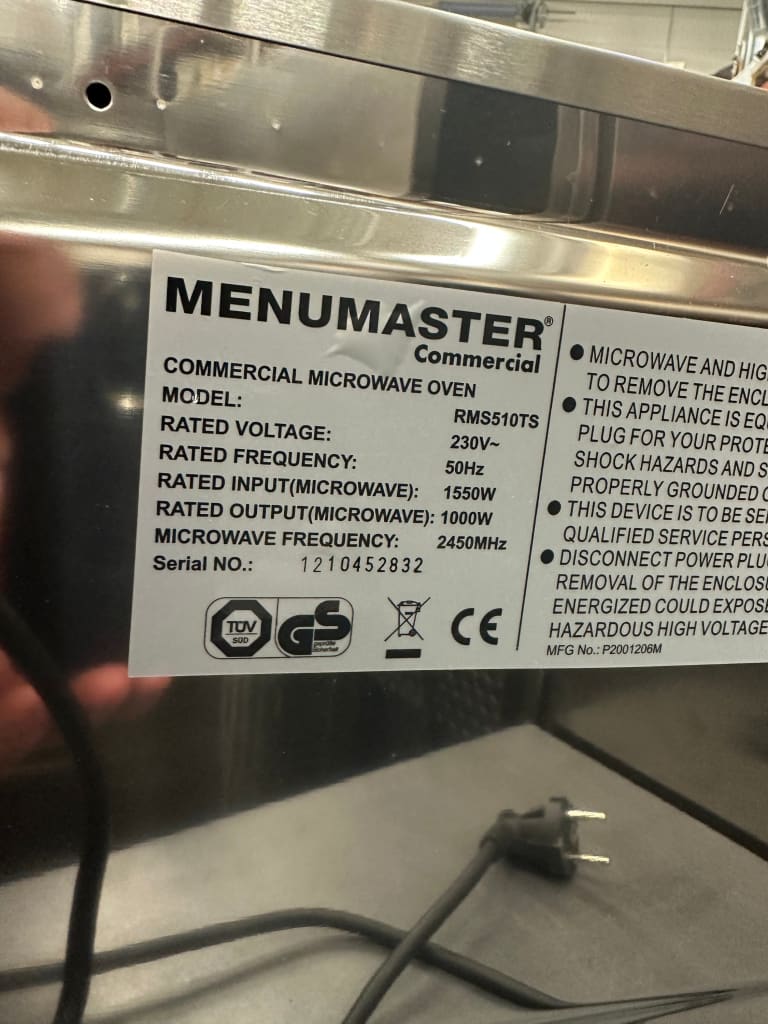 MENUMASTER®
Commercial
COMMERCIAL MICROWAVE OVEN
MODEL: RMS510TS
RATED VOLTAGE: 230V~
RATED FREQUENCY: 50Hz
RATED INPUT(MICROWAVE): 1550W
RATED OUTPUT(MICROWAVE): 1000W
MICROWAVE FREQUENCY: 2450MHz
Serial NO.: 1210452832
TÜV
SÜD
GS
geprüfte
Sicherheit
CE
● MICROWAVE AND HIG
TO REMOVE THE ENCL
● THIS APPLIANCE IS EQ
PLUG FOR YOUR PROTE
SHOCK HAZARDS AND S
PROPERLY GROUNDED
● THIS DEVICE IS TO BE SE
QUALIFIED SERVICE PERS
● DISCONNECT POWER PLU
REMOVAL OF THE ENCLOS
ENERGIZED COULD EXPOSE
HAZARDOUS HIGH VOLTAGE
MFG No.: P2001206M